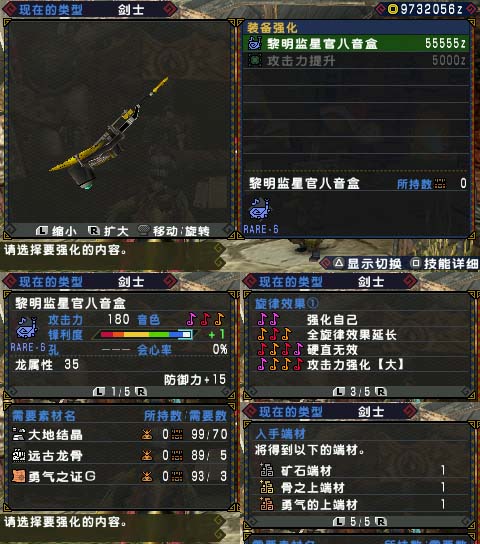 现在的类型 剑士
9732056z
装备强化
黎明监星官八音盒 55555z
攻击力提升 5000z
黎明监星官八音盒 所持数 0
RARE-6
L 缩小 R 扩大 移动/旋转
请选择要强化的内容。
△显示切换 □技能详细
现在的类型 剑士
黎明监星官八音盒
攻击力 180 音色
锋利度 +1
RARE-6 孔 --- 会心率 0%
龙属性 35
防御力+15
L 1/5 R
需要素材名 所持数/需要数
大地结晶 0 99/70
远古龙骨 0 89/ 5
勇气之证G 0 93/ 3
请选择要强化的内容。
现在的类型 剑士
旋律效果①
强化自己
全旋律效果延长
硬直无效
攻击力强化【大】
L 3/5 R
现在的类型 剑士
入手端材
将得到以下的端材。
矿石端材 1
骨之上端材 1
勇气的上端材 1
L 5/5 R